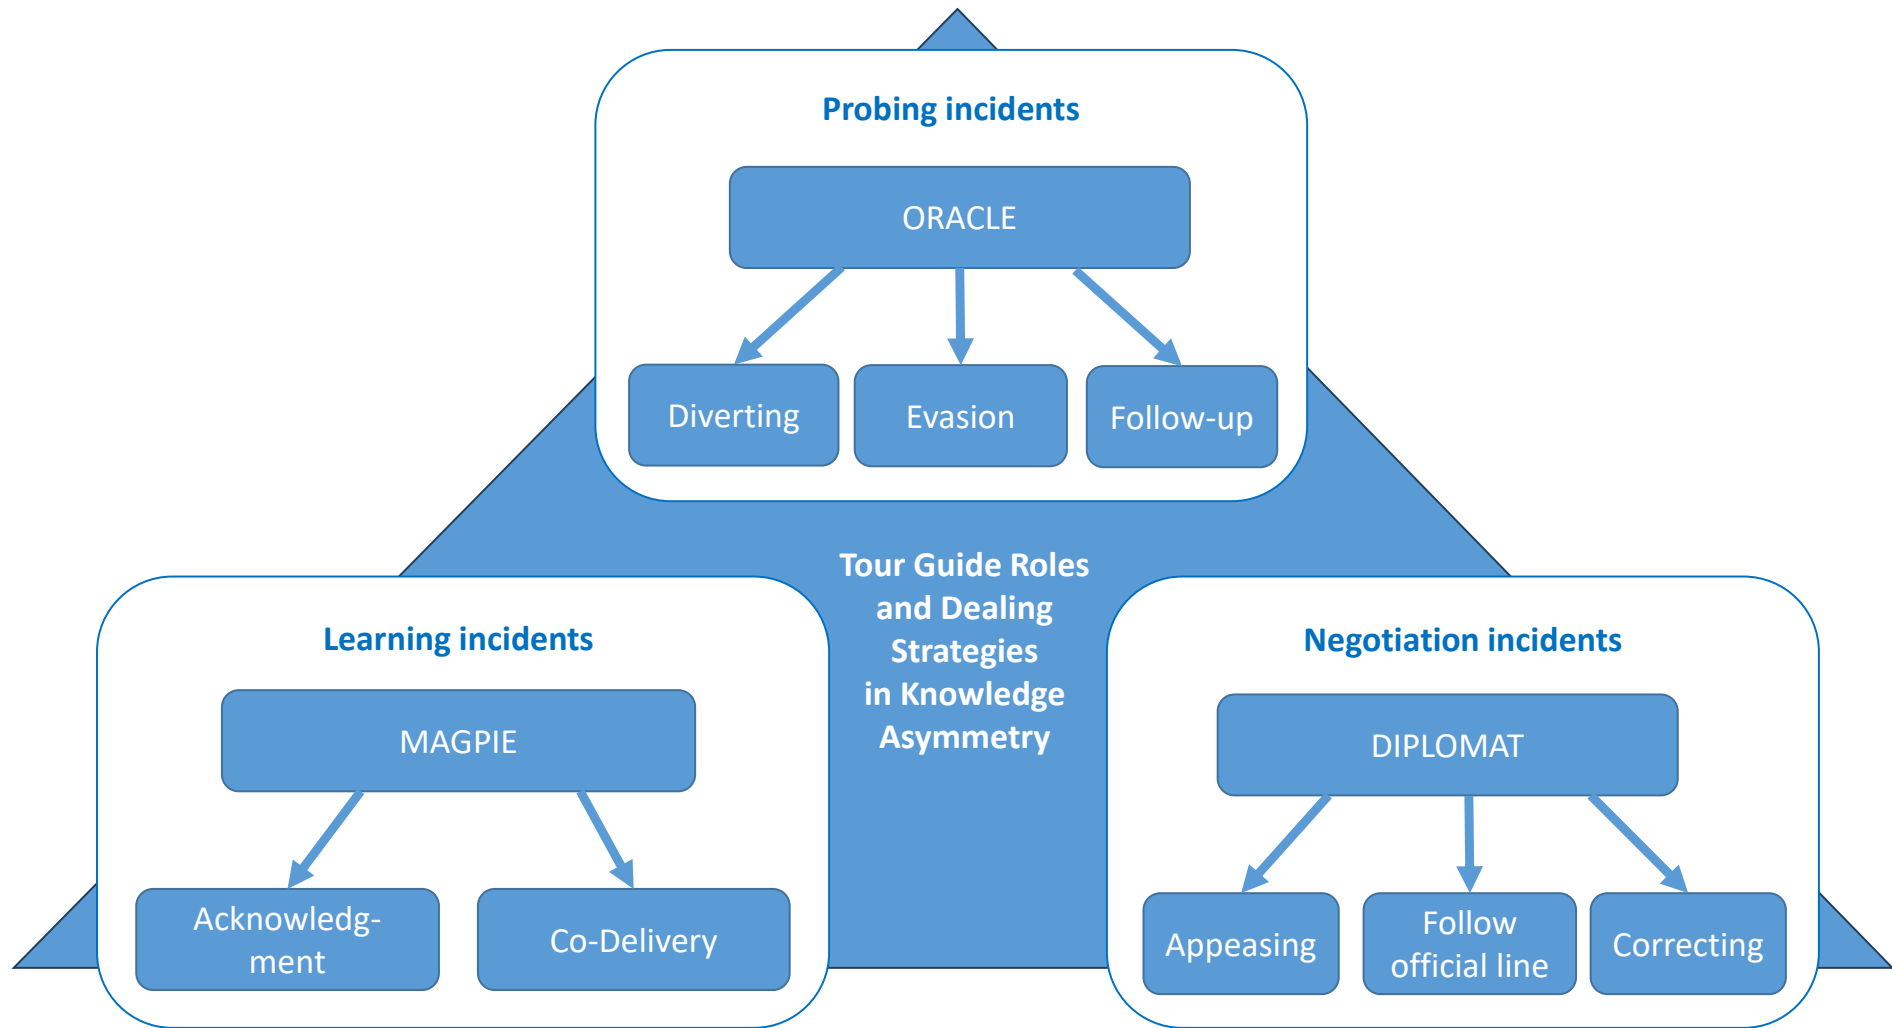 Probing incidents
ORACLE
Diverting
Evasion
Follow-up
Tour Guide Roles
and Dealing
Strategies
in Knowledge
Asymmetry
Learning incidents
MAGPIE
Acknowledg-
ment
Co-Delivery
Negotiation incidents
DIPLOMAT
Appeasing
Follow
official line
Correcting